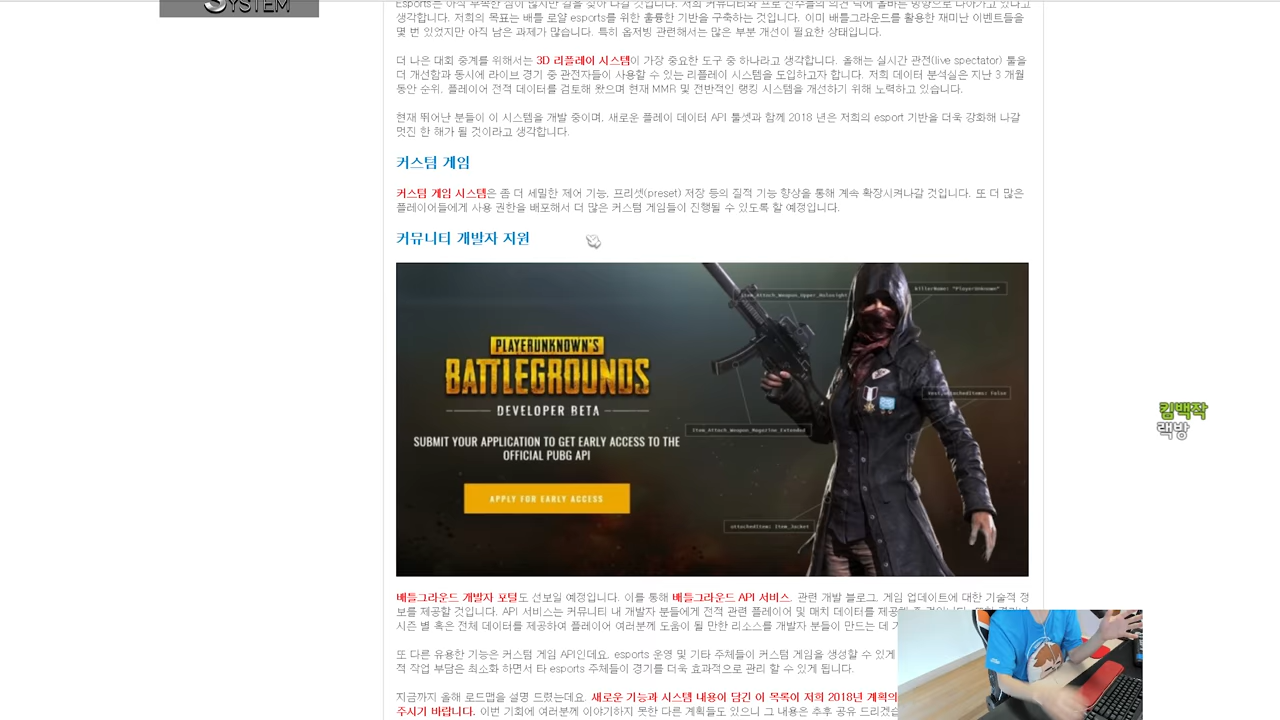 SYSTEM
Esports는 아직 부족한 점이 많지만 길을 찾아 나갈 것입니다. 저희 커뮤니티와 프로 선수들의 의견 덕에 올바른 방향으로 나아가고 있다고
생각합니다. 저희의 목표는 배틀 로얄 esports를 위한 훌륭한 기반을 구축하는 것입니다. 이미 배틀그라운드를 활용한 재미난 이벤트들을
몇 번 있었지만 아직 남은 과제가 많습니다. 특히 옵저빙 관련해서는 많은 부분 개선이 필요한 상태입니다.
더 나은 대회 중계를 위해서는 3D 리플레이 시스템이 가장 중요한 도구 중 하나라고 생각합니다. 올해는 실시간 관전(live spectator) 툴을
더 개선함과 동시에 라이브 경기 중 관전자들이 사용할 수 있는 리플레이 시스템을 도입하고자 합니다. 저희 데이터 분석실은 지난 3 개월
동안 순위, 플레이어 전적 데이터를 검토해 왔으며 현재 MMR 및 전반적인 랭킹 시스템을 개선하기 위해 노력하고 있습니다.
현재 뛰어난 분들이 이 시스템을 개발 중이며, 새로운 플레이 데이터 API 툴셋과 함께 2018 년은 저희의 esport 기반을 더욱 강화해 나갈
멋진 한 해가 될 것이라고 생각합니다.
커스텀 게임
커스텀 게임 시스템은 좀 더 세밀한 제어 기능, 프리셋(preset) 저장 등의 질적 기능 향상을 통해 계속 확장시켜나갈 것입니다. 또 더 많은
플레이어들에게 사용 권한을 배포해서 더 많은 커스텀 게임들이 진행될 수 있도록 할 예정입니다.
커뮤니티 개발자 지원
Item_Attach_Weapon_Upper_Holosight
killerName: "PlayerUnknown"
PLAYERUNKNOWN'S
BATTLEGROUNDS
DEVELOPER BETA
Item_Attach_Weapon_Magazine_Extended
SUBMIT YOUR APPLICATION TO GET EARLY ACCESS TO THE
OFFICIAL PUBG API
APPLY FOR EARLY ACCESS
attachedItem: Item_Jacket
킴백작
랙방
배틀그라운드 개발자 포털도 선보일 예정입니다. 이를 통해 배틀그라운드 API 서비스, 관련 개발 블로그, 게임 업데이트에 대한 기술적 정
보를 제공할 것입니다. API 서비스는 커뮤니티 내 개발자 분들에게 전적 관련 플레이어 및 매치 데이터를 제공해
시즌 별 혹은 전체 데이터를 제공하여 플레이어 여러분께 도움이 될 만한 리소스를 개발자 분들이 만드는 데
또 다른 유용한 기능은 커스텀 게임 API인데요, esports 운영 및 기타 주체들이 커스텀 게임을 생성할 수 있게
적 작업 부담은 최소화 하면서 타 esports 주체들이 경기를 더욱 효과적으로 관리 할 수 있게 됩니다.
지금까지 올해 로드맵을 설명 드렸는데요. 새로운 기능과 시스템 내용이 담긴 이 목록이 저희 2018년 계획의
주시기 바랍니다. 이번 기회에 여러분께 이야기하지 못한 다른 계획들도 있으니 그 내용은 추후 공유 드리겠습